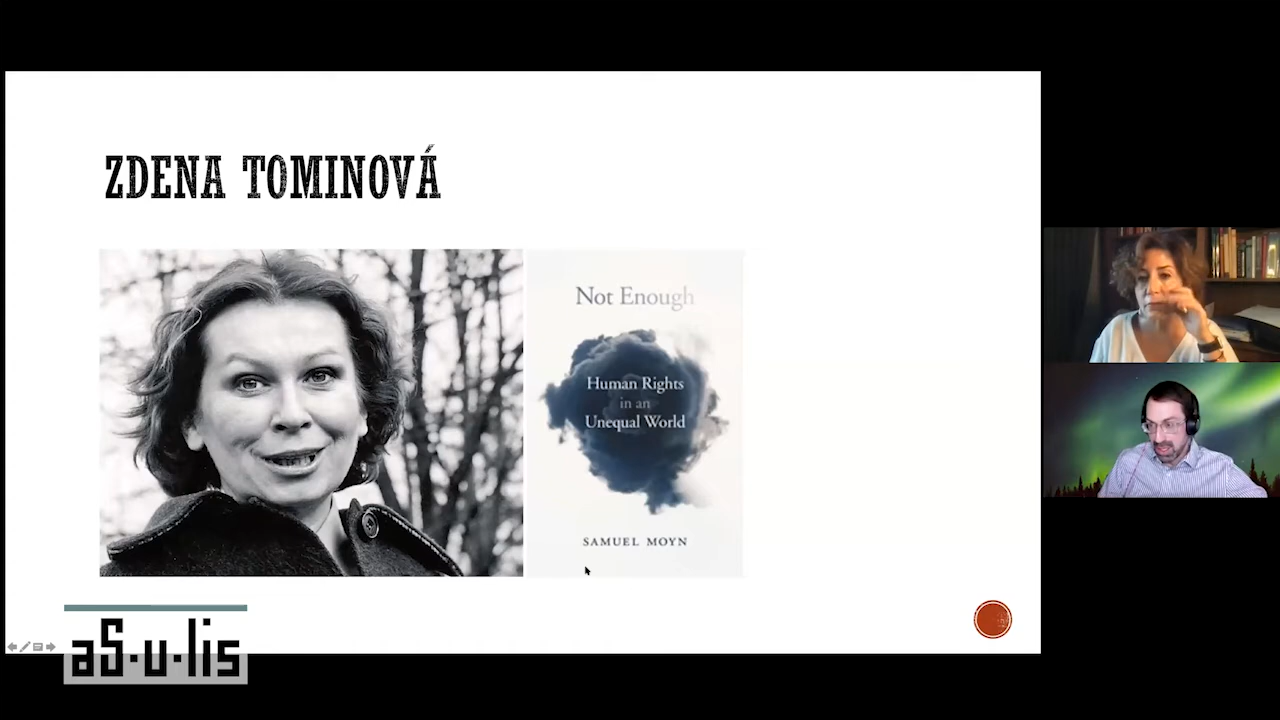 ZDENA TOMINOVÁ
Not Enough
Human Rights
in an
Unequal World
SAMUEL MOYN
aS·u·lis